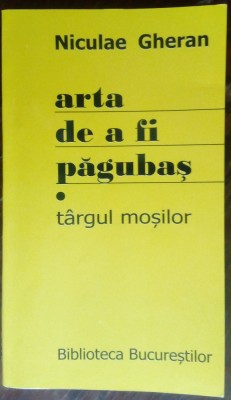 Niculae Gheran
arta
de a fi
păgubaș
•
târgul moșilor
Biblioteca Bucureștilor